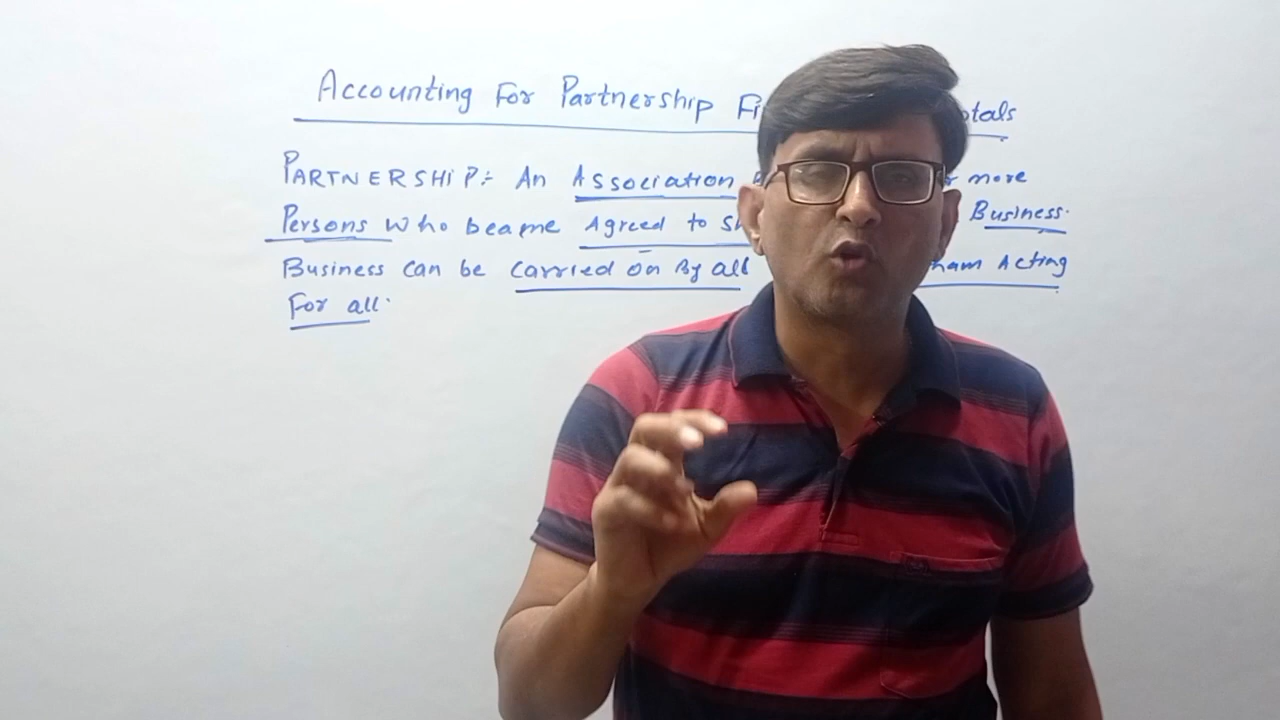 Accounting For Partnership Fi
PARTNERSHiP:- An Association more
Persons who beame Agreed to Sh Business.
Business can be carried on By all Acting
For all.